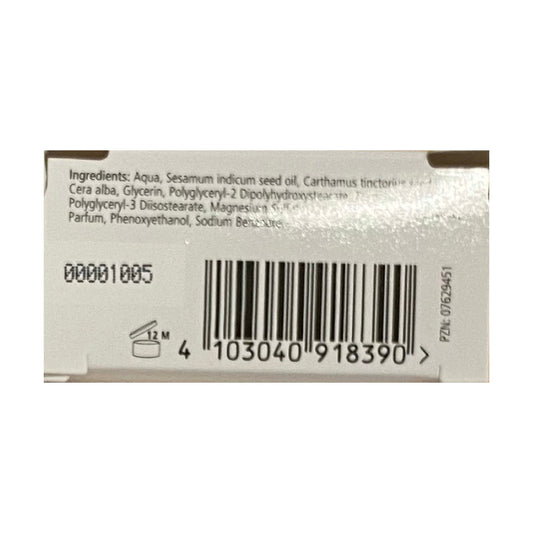 Ingredients: Aqua, Sesamum indicum seed oil, Carthamus tinctorius
Cera alba, Glycerin, Polyglyceryl-2 Dipolyhydroxystearate
Polyglyceryl-3 Diisostearate, Magnesium
Parfum, Phenoxyethanol, Sodium
00001005
12 M
4 103040 918390 >
PZN: 07629451